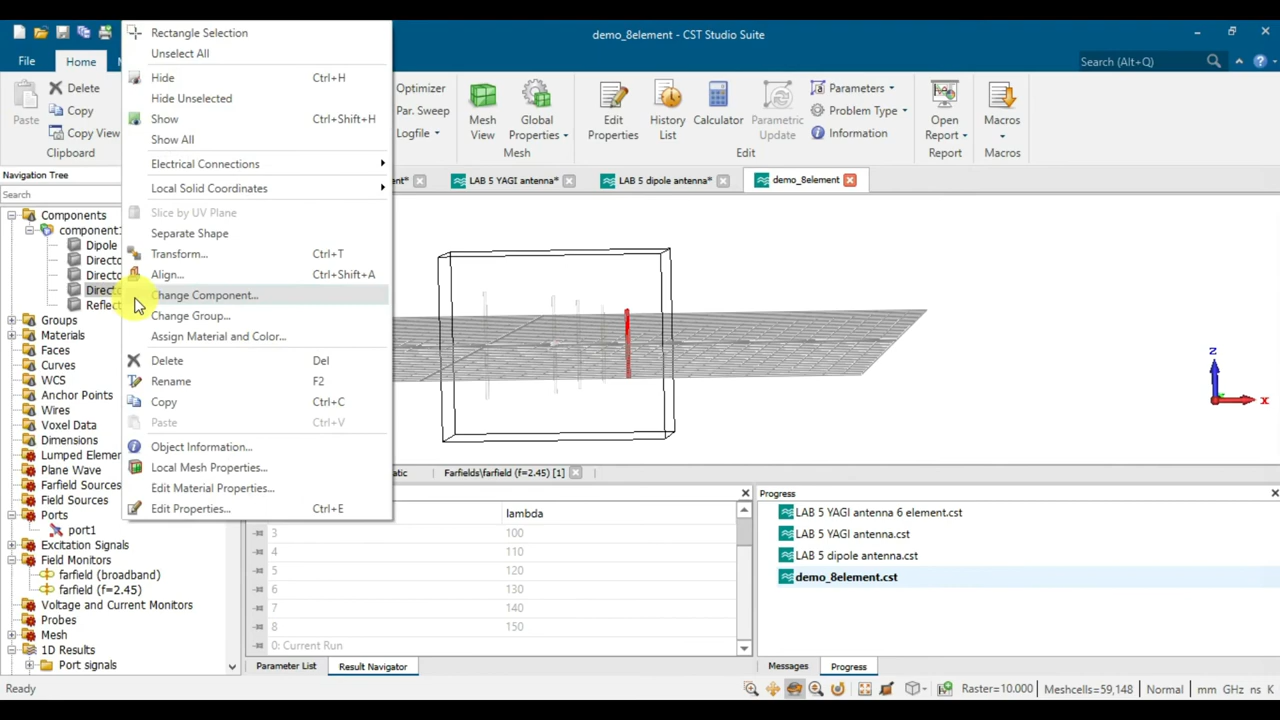 demo_8element - CST Studio Suite
File
Home
Search (Alt+Q)
Paste
Delete
Copy
Copy View
Clipboard
Rectangle Selection
Unselect All
Hide Ctrl+H
Hide Unselected
Show Ctrl+Shift+H
Show All
Electrical Connections
Local Solid Coordinates
Slice by UV Plane
Separate Shape
Transform... Ctrl+T
Align... Ctrl+Shift+A
Change Component...
Change Group...
Assign Material and Color...
Delete Del
Rename F2
Copy Ctrl+C
Paste Ctrl+V
Object Information...
Local Mesh Properties...
Edit Material Properties...
Edit Properties... Ctrl+E
Optimizer
Par. Sweep
Logfile
Mesh View
Global Properties
Mesh
Edit Properties
History List
Calculator
Parametric Update
Parameters
Problem Type
Information
Edit
Open Report
Report
Macros
Macros
LAB 5 YAGI antenna*
LAB 5 dipole antenna*
demo_8element
Navigation Tree
Search
Components
component1
Dipole
Directo
Directo
Directo
Reflect
Groups
Materials
Faces
Curves
WCS
Anchor Points
Wires
Voxel Data
Dimensions
Lumped Elemen
Plane Wave
Farfield Sources
Field Sources
Ports
port1
Excitation Signals
Field Monitors
farfield (broadband)
farfield (f=2.45)
Voltage and Current Monitors
Probes
Mesh
1D Results
Port signals
z
x
Farfields\farfield (f=2.45) [1]
lambda
3 100
4 110
5 120
6 130
7 140
8 150
0: Current Run
Parameter List
Result Navigator
Progress
LAB 5 YAGI antenna 6 element.cst
LAB 5 YAGI antenna.cst
LAB 5 dipole antenna.cst
demo_8element.cst
Messages
Progress
Ready
Raster=10.000
Meshcells=59,148
Normal
mm GHz ns K